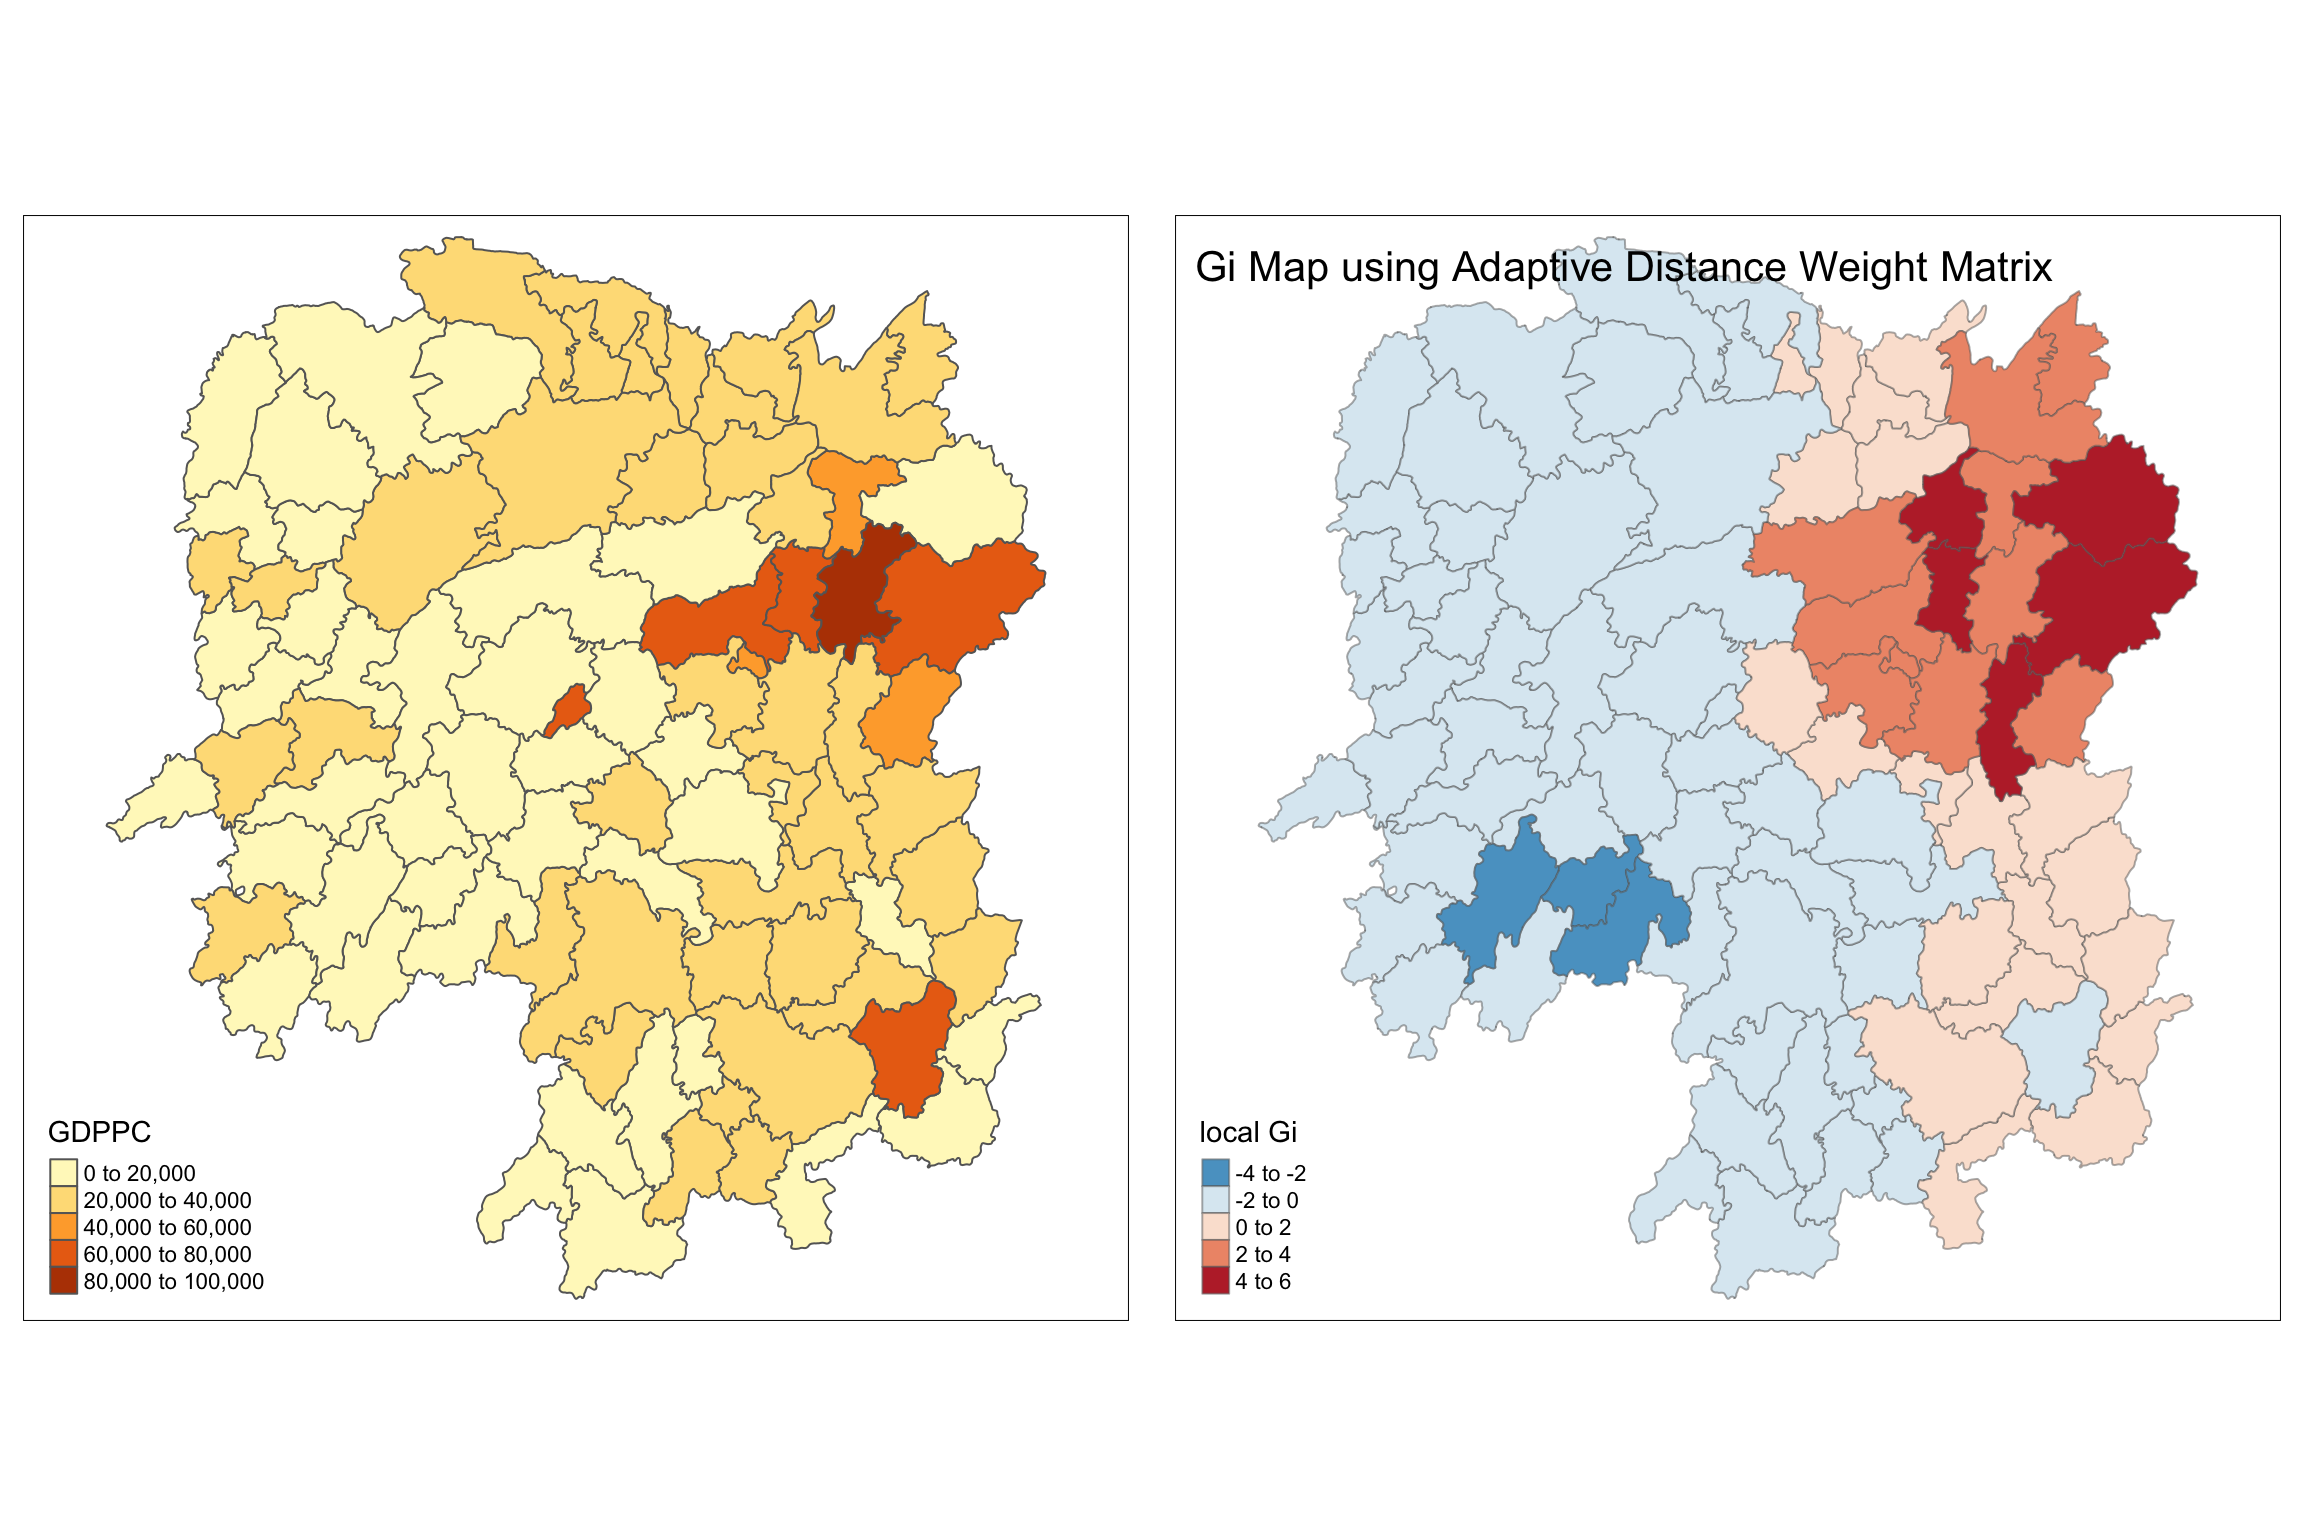 GDPPC
0 to 20,000
20,000 to 40,000
40,000 to 60,000
60,000 to 80,000
80,000 to 100,000
Gi Map using Adaptive Distance Weight Matrix
local Gi
-4 to -2
-2 to 0
0 to 2
2 to 4
4 to 6